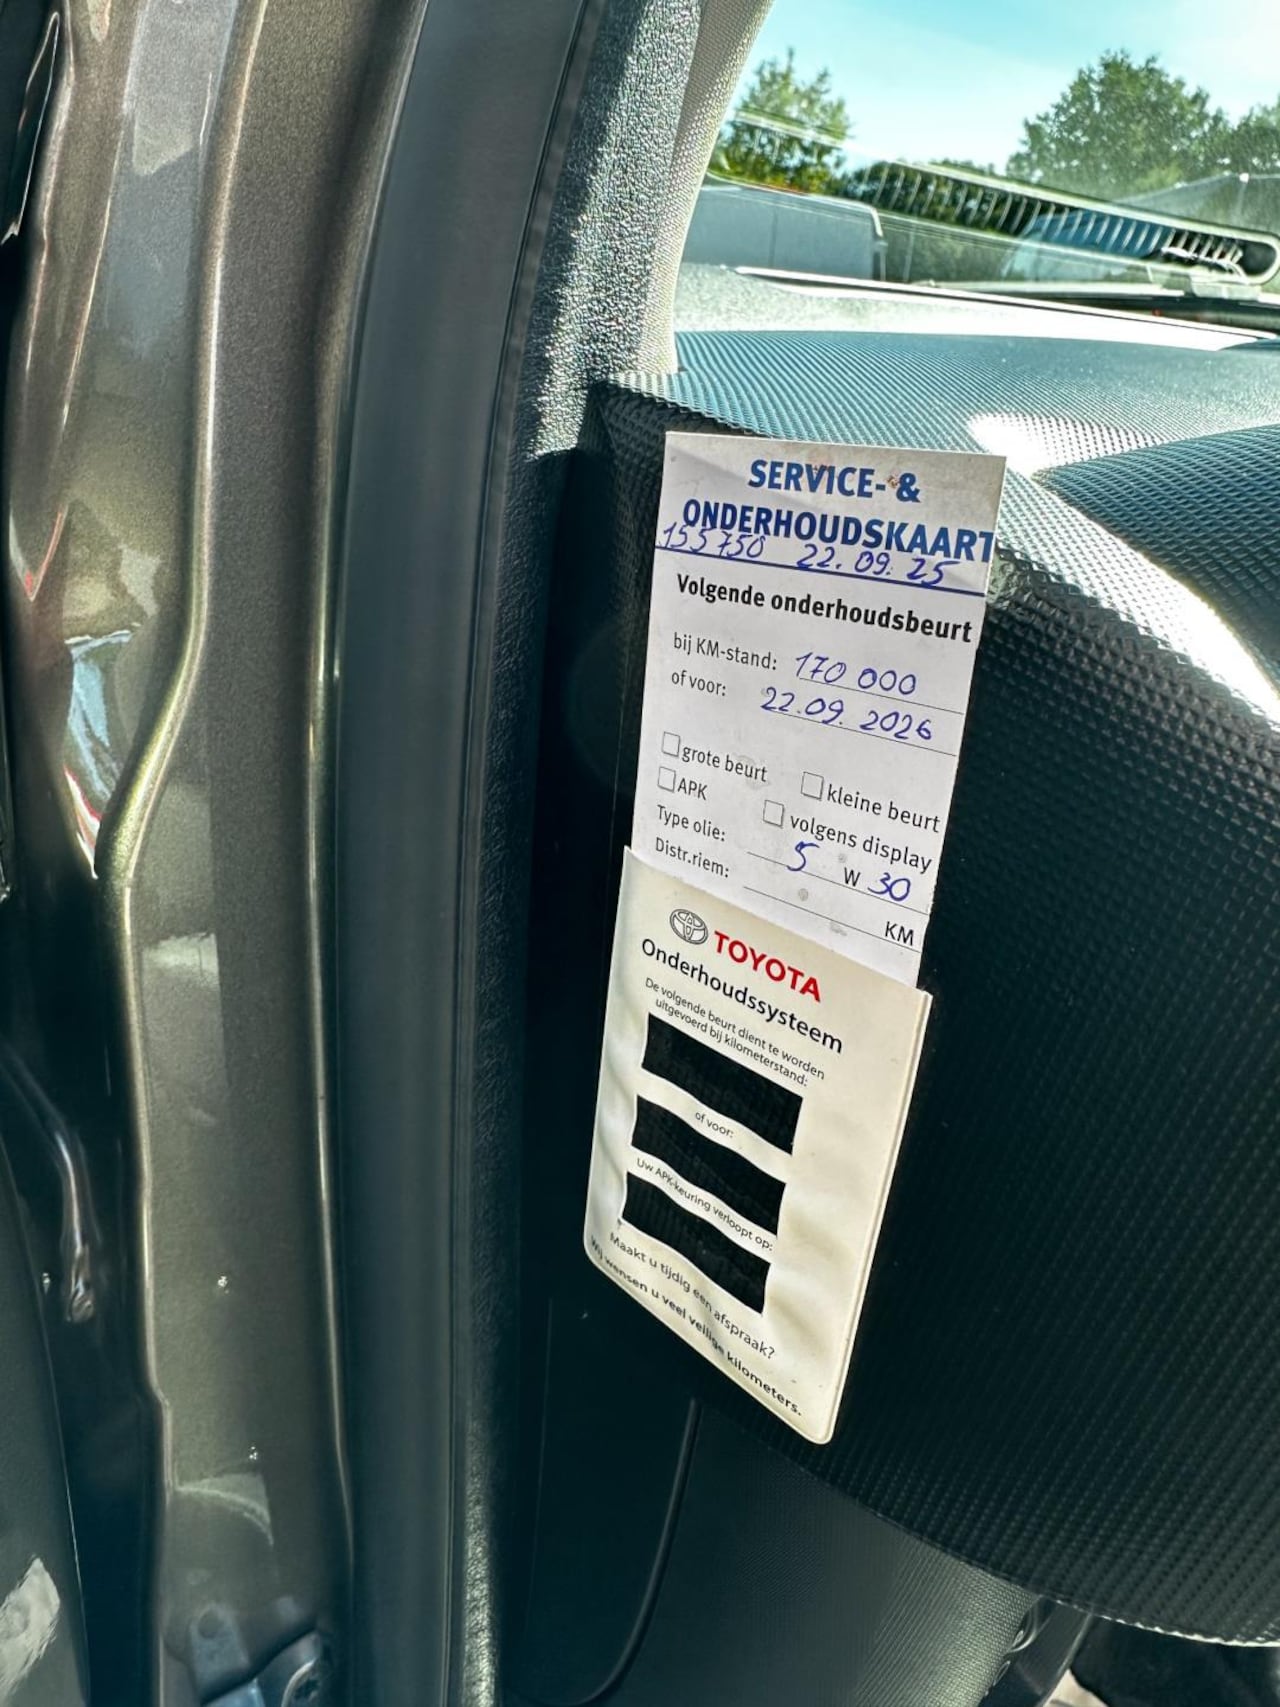 SERVICE- &
ONDERHOUDSKAART
155750 22.09.25
Volgende onderhoudsbeurt
bij KM-stand: 170 000
of voor: 22.09.2026
grote beurt
kleine beurt
APK
volgens display
Type olie: 5 W 30
Distr.riem: KM
TOYOTA
Onderhoudssysteem
De volgende beurt dient te worden
uitgevoerd bij kilometerstand:
of voor:
Uw APK-keuring verloopt op:
Maakt u tijdig een afspraak?
Wij wensen u veel veilige kilometers.